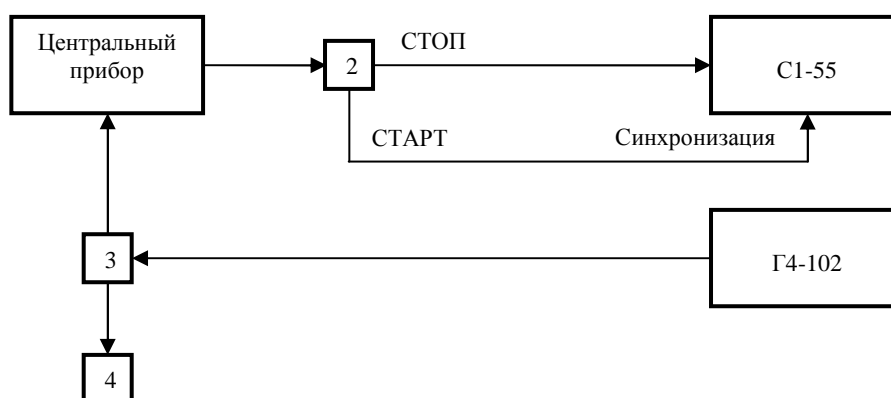 Центральный
прибор
2
СТОП
С1-55
СТАРТ
Синхронизация
3
Г4-102
4